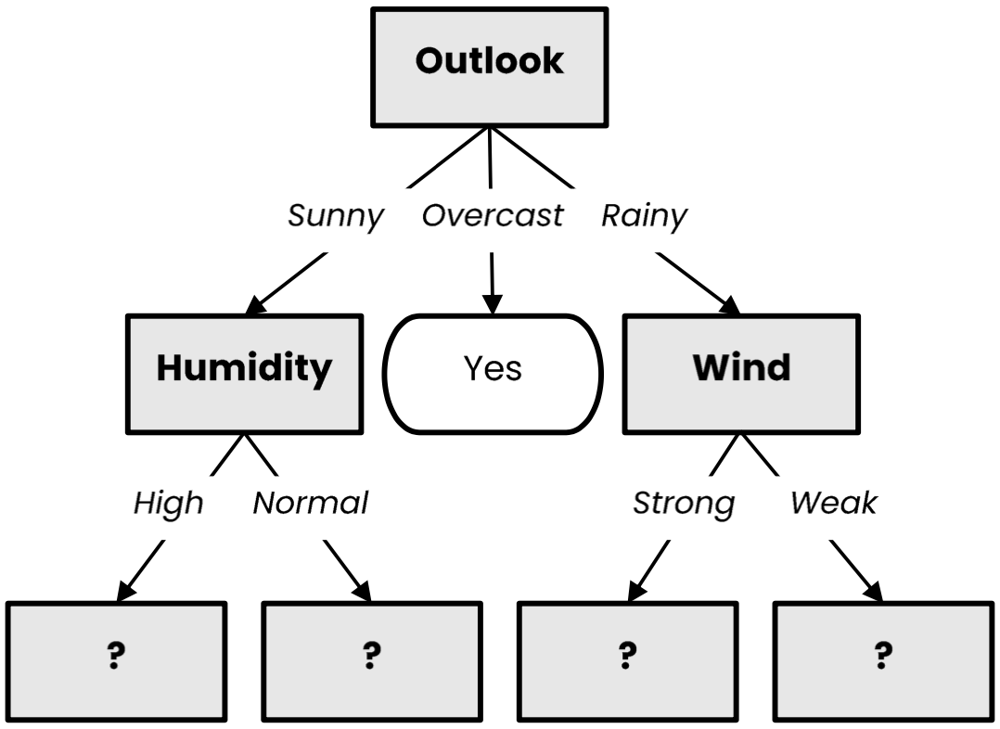 Outlook
Sunny
Overcast
Rainy
Humidity
Yes
Wind
High
Normal
Strong
Weak
?
?
?
?